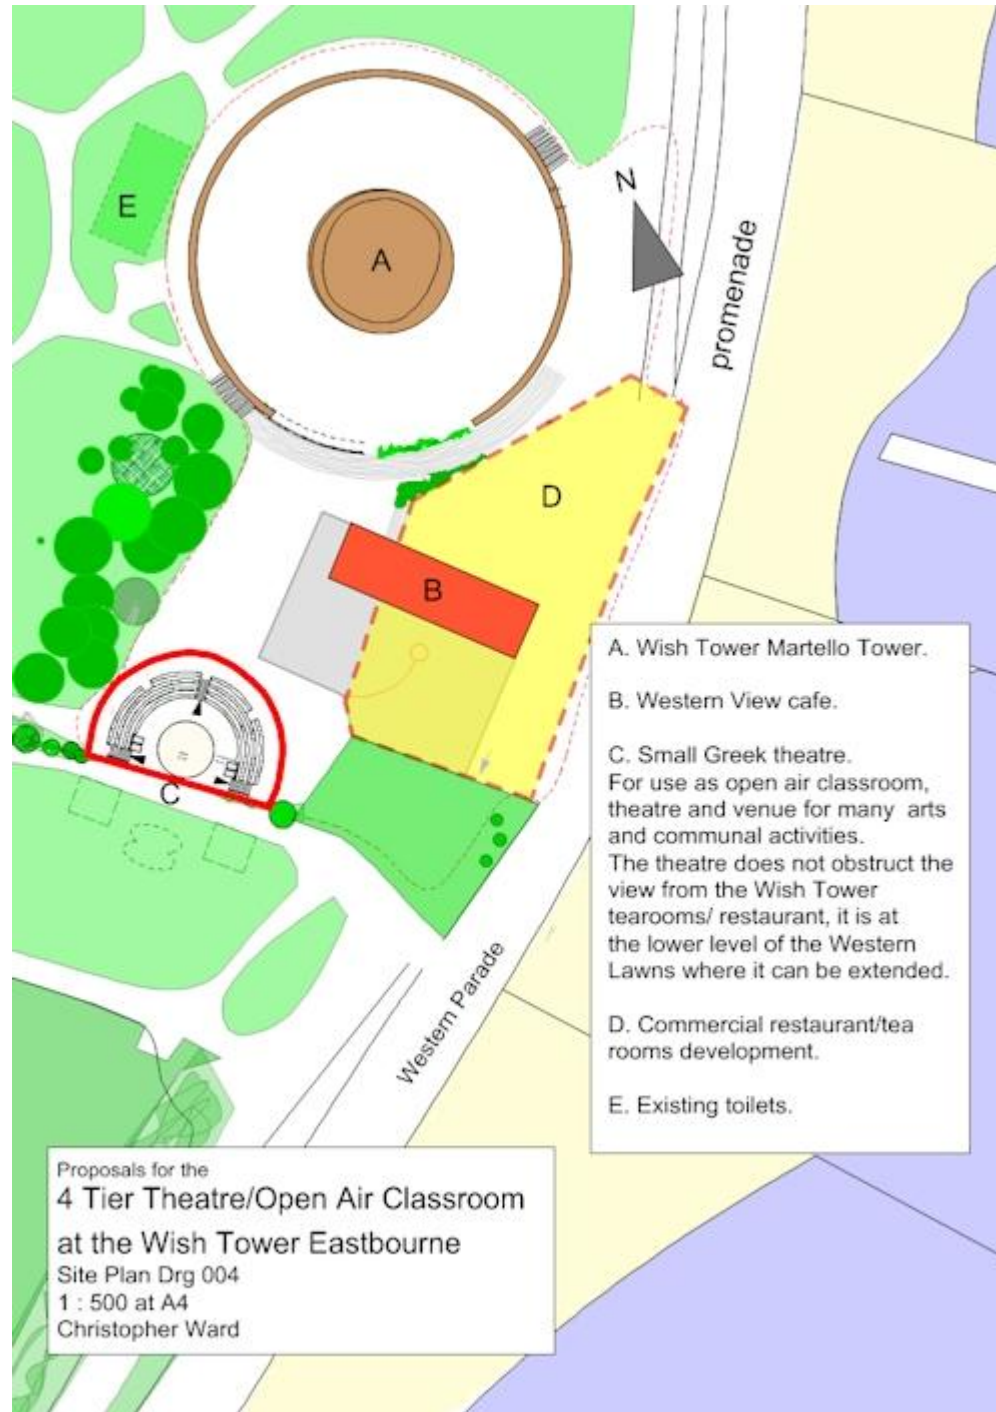 E
A
N
promenade
D
B
C
Western Parade
A. Wish Tower Martello Tower.
B. Western View cafe.
C. Small Greek theatre.
For use as open air classroom,
theatre and venue for many arts
and communal activities.
The theatre does not obstruct the
view from the Wish Tower
tearooms/ restaurant, it is at
the lower level of the Western
Lawns where it can be extended.
D. Commercial restaurant/tea
rooms development.
E. Existing toilets.
Proposals for the
4 Tier Theatre/Open Air Classroom
at the Wish Tower Eastbourne
Site Plan Drg 004
1 : 500 at A4
Christopher Ward